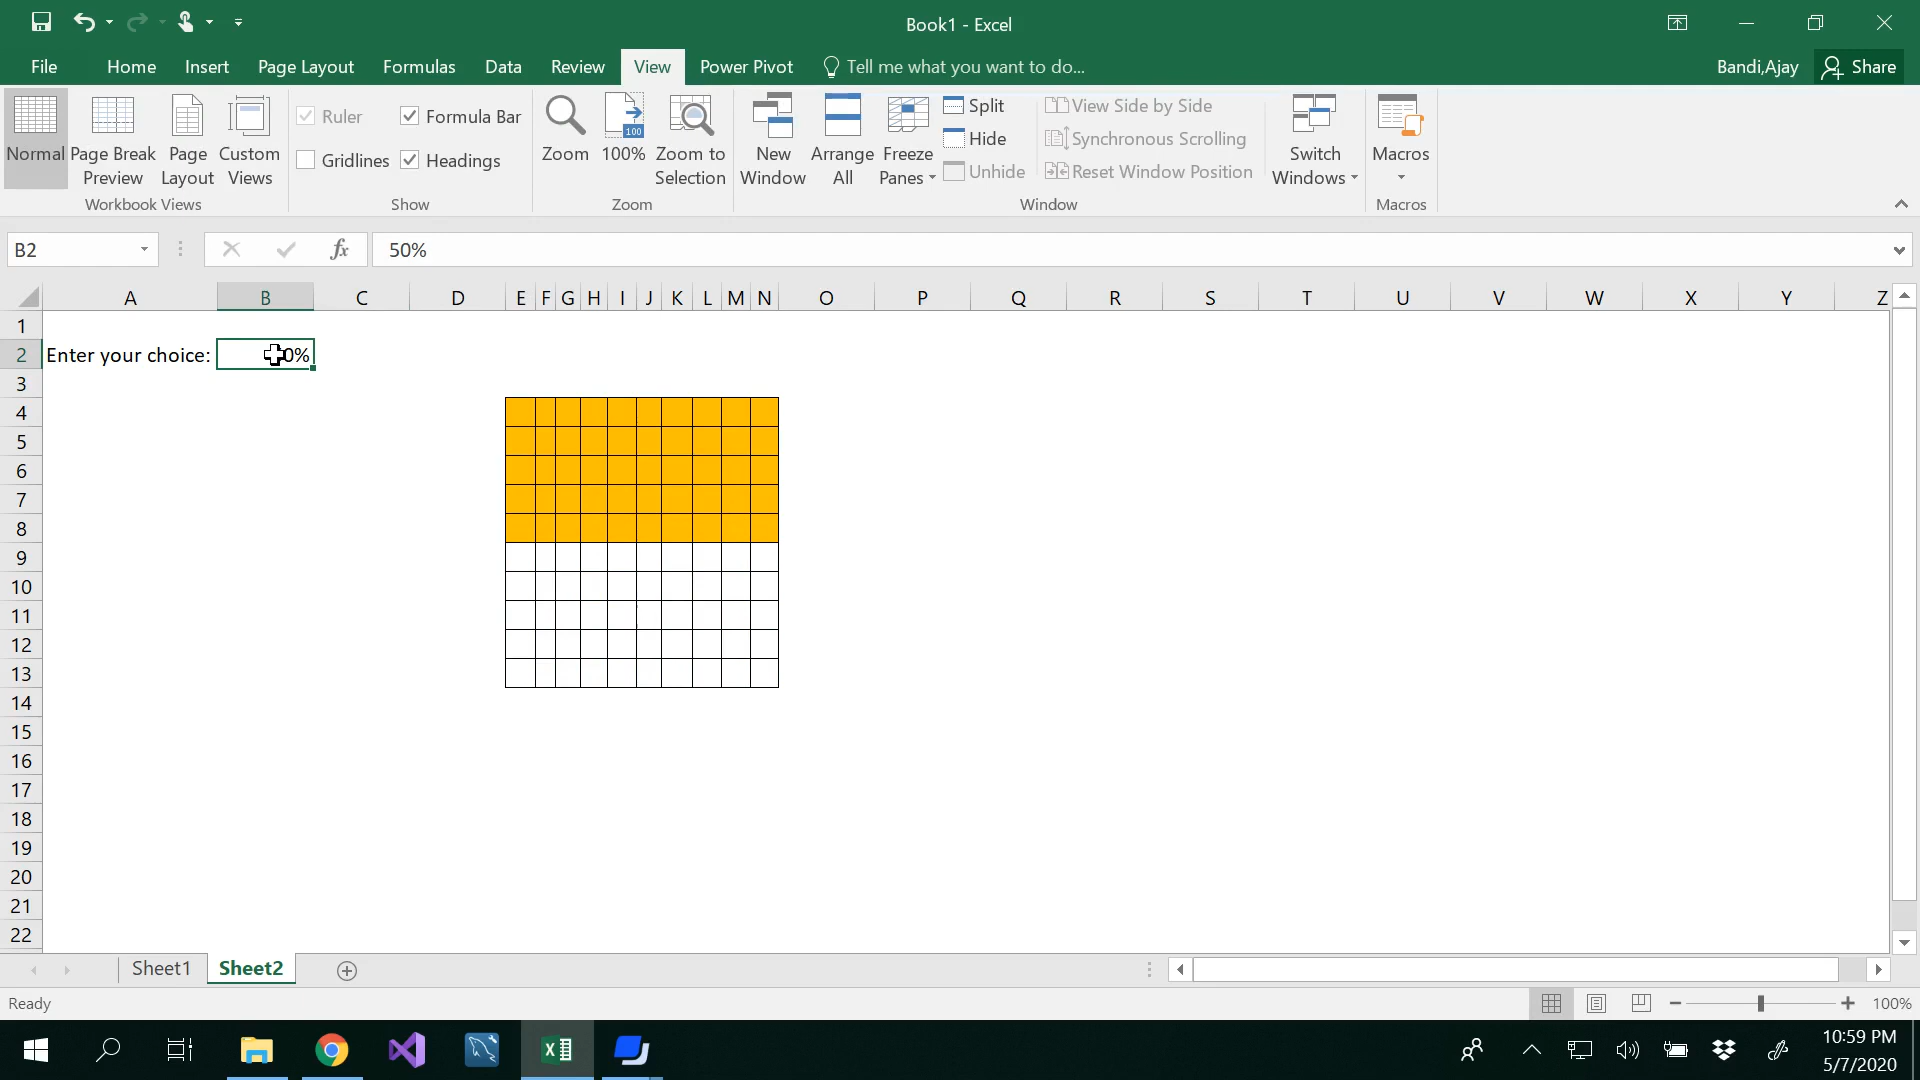 Book1 - Excel
File Home Insert Page Layout Formulas Data Review View Power Pivot Tell me what you want to do... Bandi,Ajay Share
Normal Page Break Preview Page Layout Custom Views
Workbook Views
Ruler Formula Bar
Gridlines Headings
Show
Zoom 100% Zoom to Selection
100
Zoom
New Window Arrange All Freeze Panes
Split
Hide
Unhide
View Side by Side
Synchronous Scrolling
Reset Window Position
Switch Windows
Window
Macros
Macros
B2 fx 50%
A B C D E F G H I J K L M N O P Q R S T U V W X Y Z
1
2 Enter your choice: 0%
3
4
5
6
7
8
9
10
11
12
13
14
15
16
17
18
19
20
21
22
Sheet1 Sheet2
Ready 100%
10:59 PM
5/7/2020